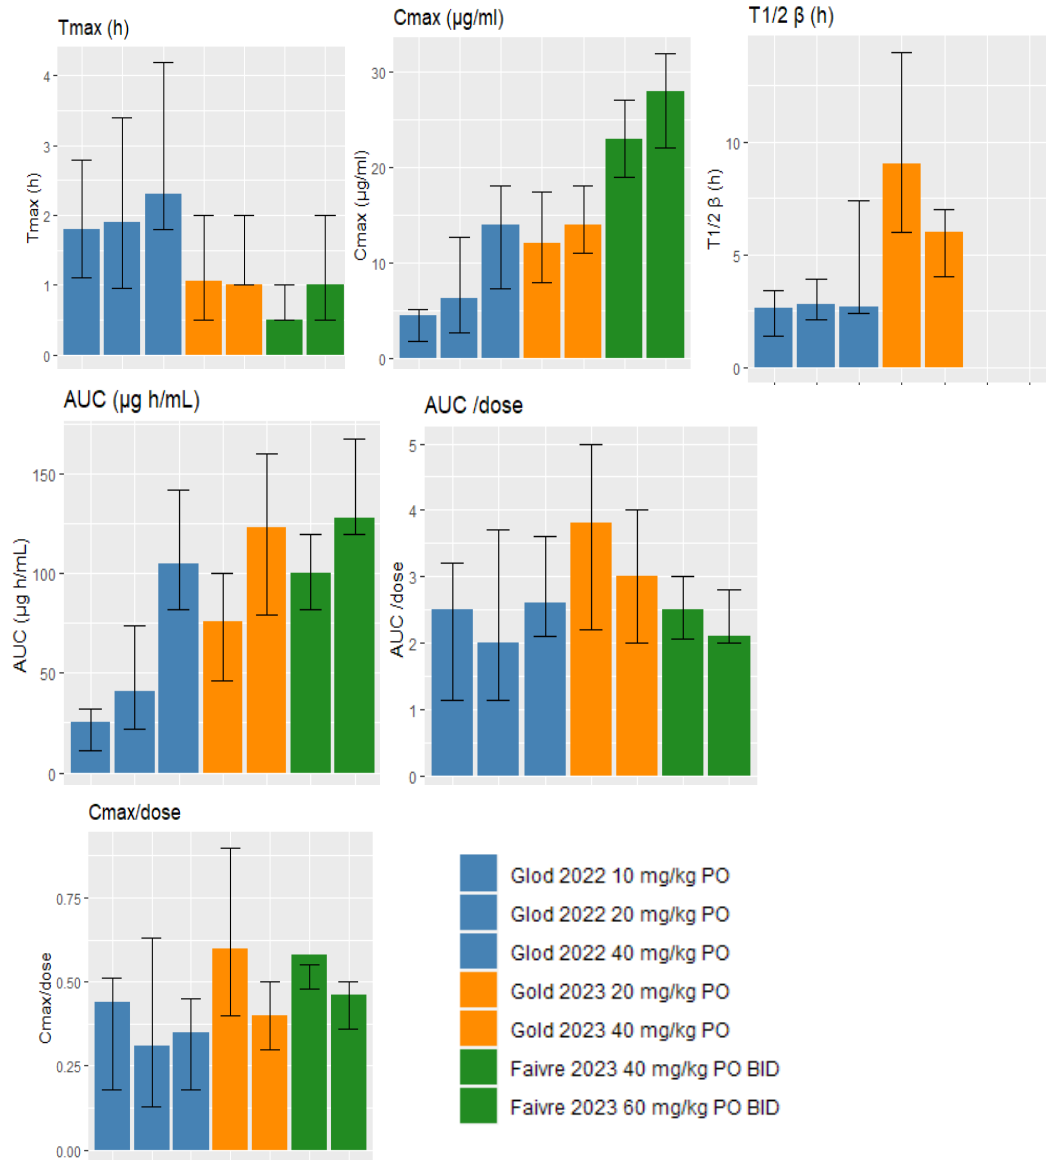 Tmax (h)
4
3
2
1
0
Tmax (h)
Cmax (µg/ml)
30
20
10
0
Cmax (µg/ml)
T1/2 β (h)
10
5
0
T1/2 β (h)
AUC (µg h/mL)
150
100
50
0
AUC (µg h/mL)
AUC /dose
5
4
3
2
1
0
AUC /dose
Cmax/dose
0.75
0.50
0.25
0.00
Cmax/dose
Glod 2022 10 mg/kg PO
Glod 2022 20 mg/kg PO
Glod 2022 40 mg/kg PO
Gold 2023 20 mg/kg PO
Gold 2023 40 mg/kg PO
Faivre 2023 40 mg/kg PO BID
Faivre 2023 60 mg/kg PO BID